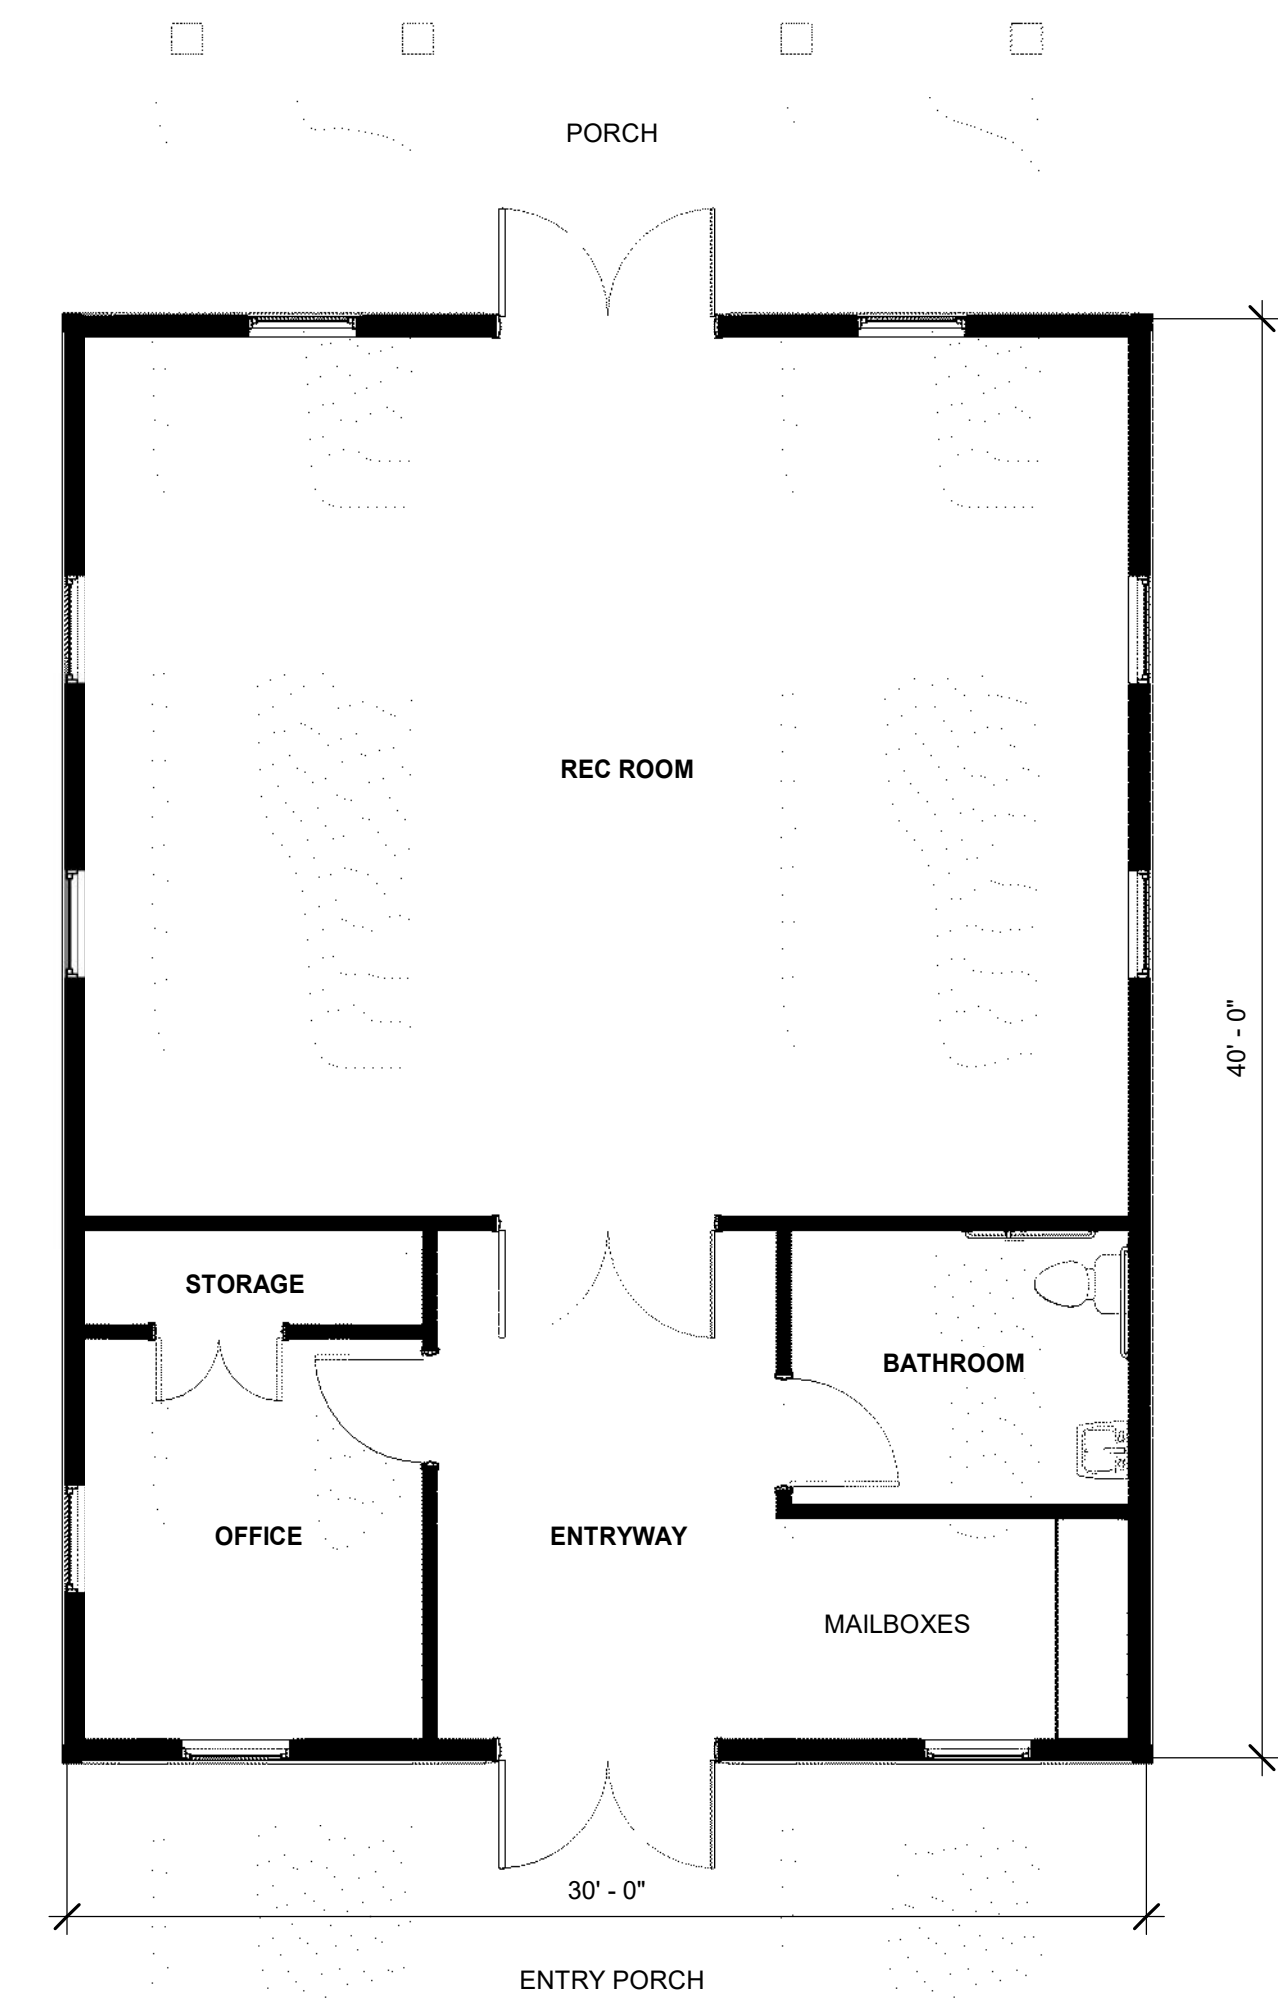 PORCH
REC ROOM
40' - 0"
STORAGE
BATHROOM
OFFICE
ENTRYWAY
MAILBOXES
30' - 0"
ENTRY PORCH